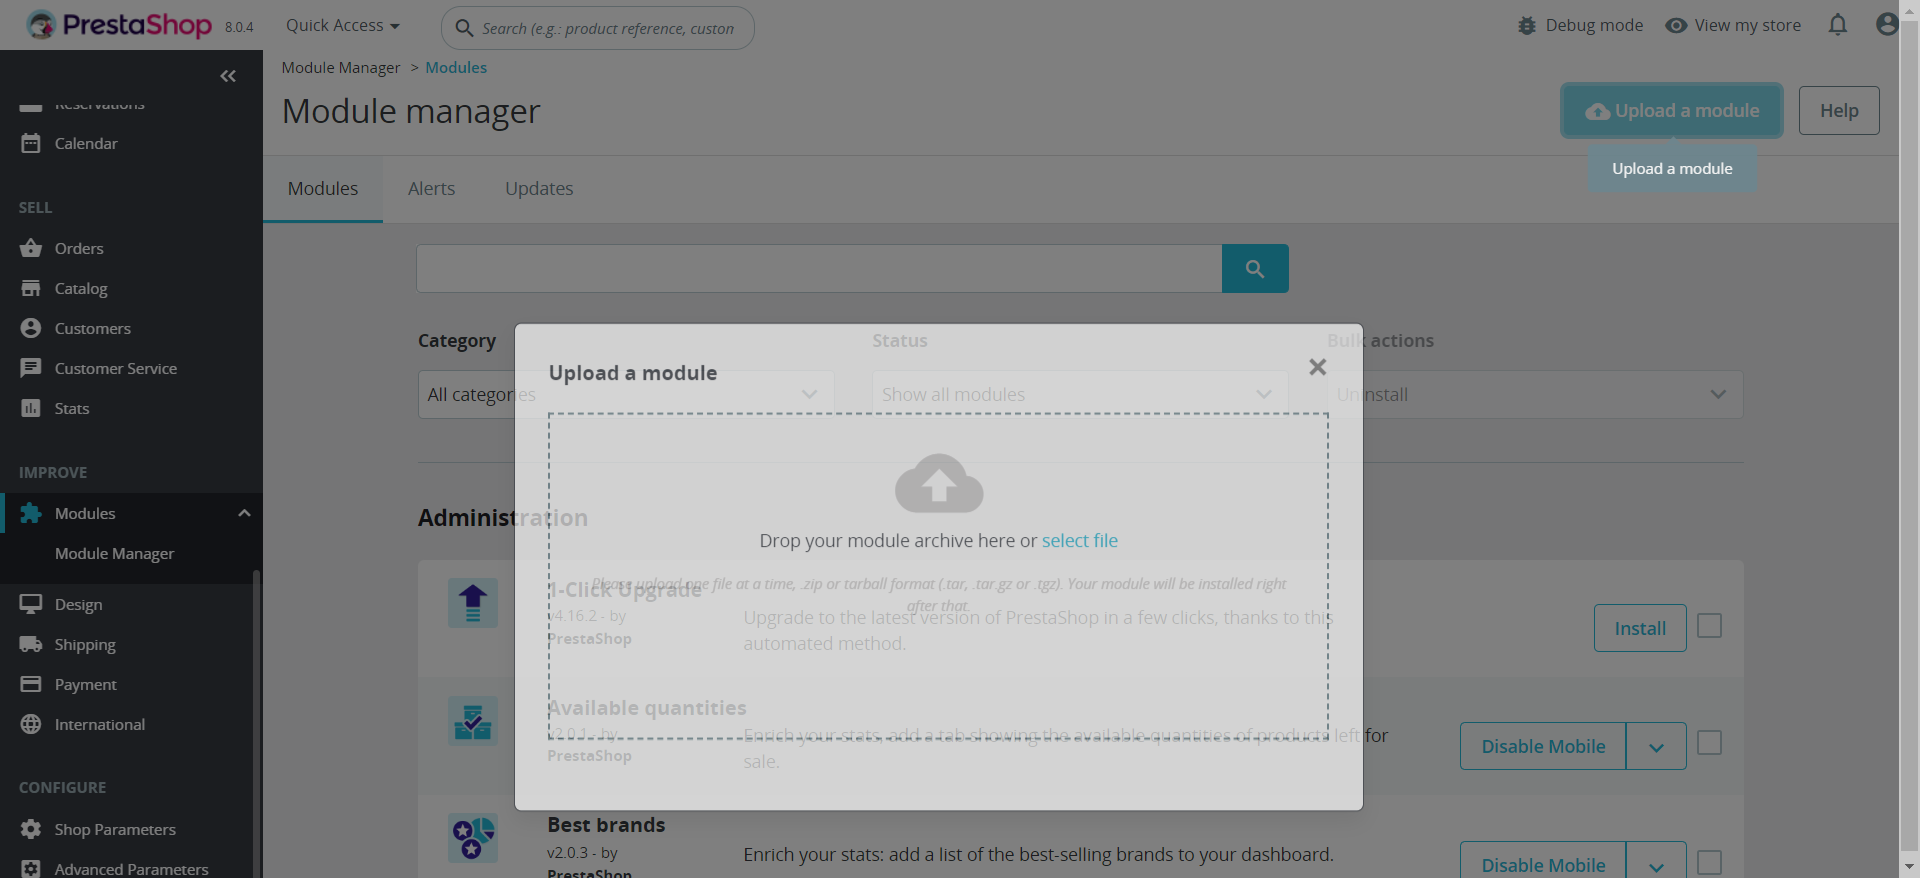 PrestaShop 8.0.4
Quick Access
Search (e.g.: product reference, custon
Debug mode
View my store
Reservations
Calendar
SELL
Orders
Catalog
Customers
Customer Service
Stats
IMPROVE
Modules
Module Manager
Design
Shipping
Payment
International
CONFIGURE
Shop Parameters
Advanced Parameters
Module Manager > Modules
Module manager
Upload a module
Help
Upload a module
Modules
Alerts
Updates
Category
Status
Bulk actions
All categories
Show all modules
Uninstall
Upload a module
Drop your module archive here or select file
Please upload one file at a time, .zip or tarball format (.tar, .tar.gz or .tgz). Your module will be installed right
after that.
Administration
1-Click Upgrade
v4.16.2 - by
PrestaShop
Upgrade to the latest version of PrestaShop in a few clicks, thanks to this
automated method.
Install
Available quantities
v2.0.1 - by
PrestaShop
Enrich your stats, add a tab showing the available quantities of products left for
sale.
Disable Mobile
Best brands
v2.0.3 - by
PrestaShop
Enrich your stats: add a list of the best-selling brands to your dashboard.
Disable Mobile